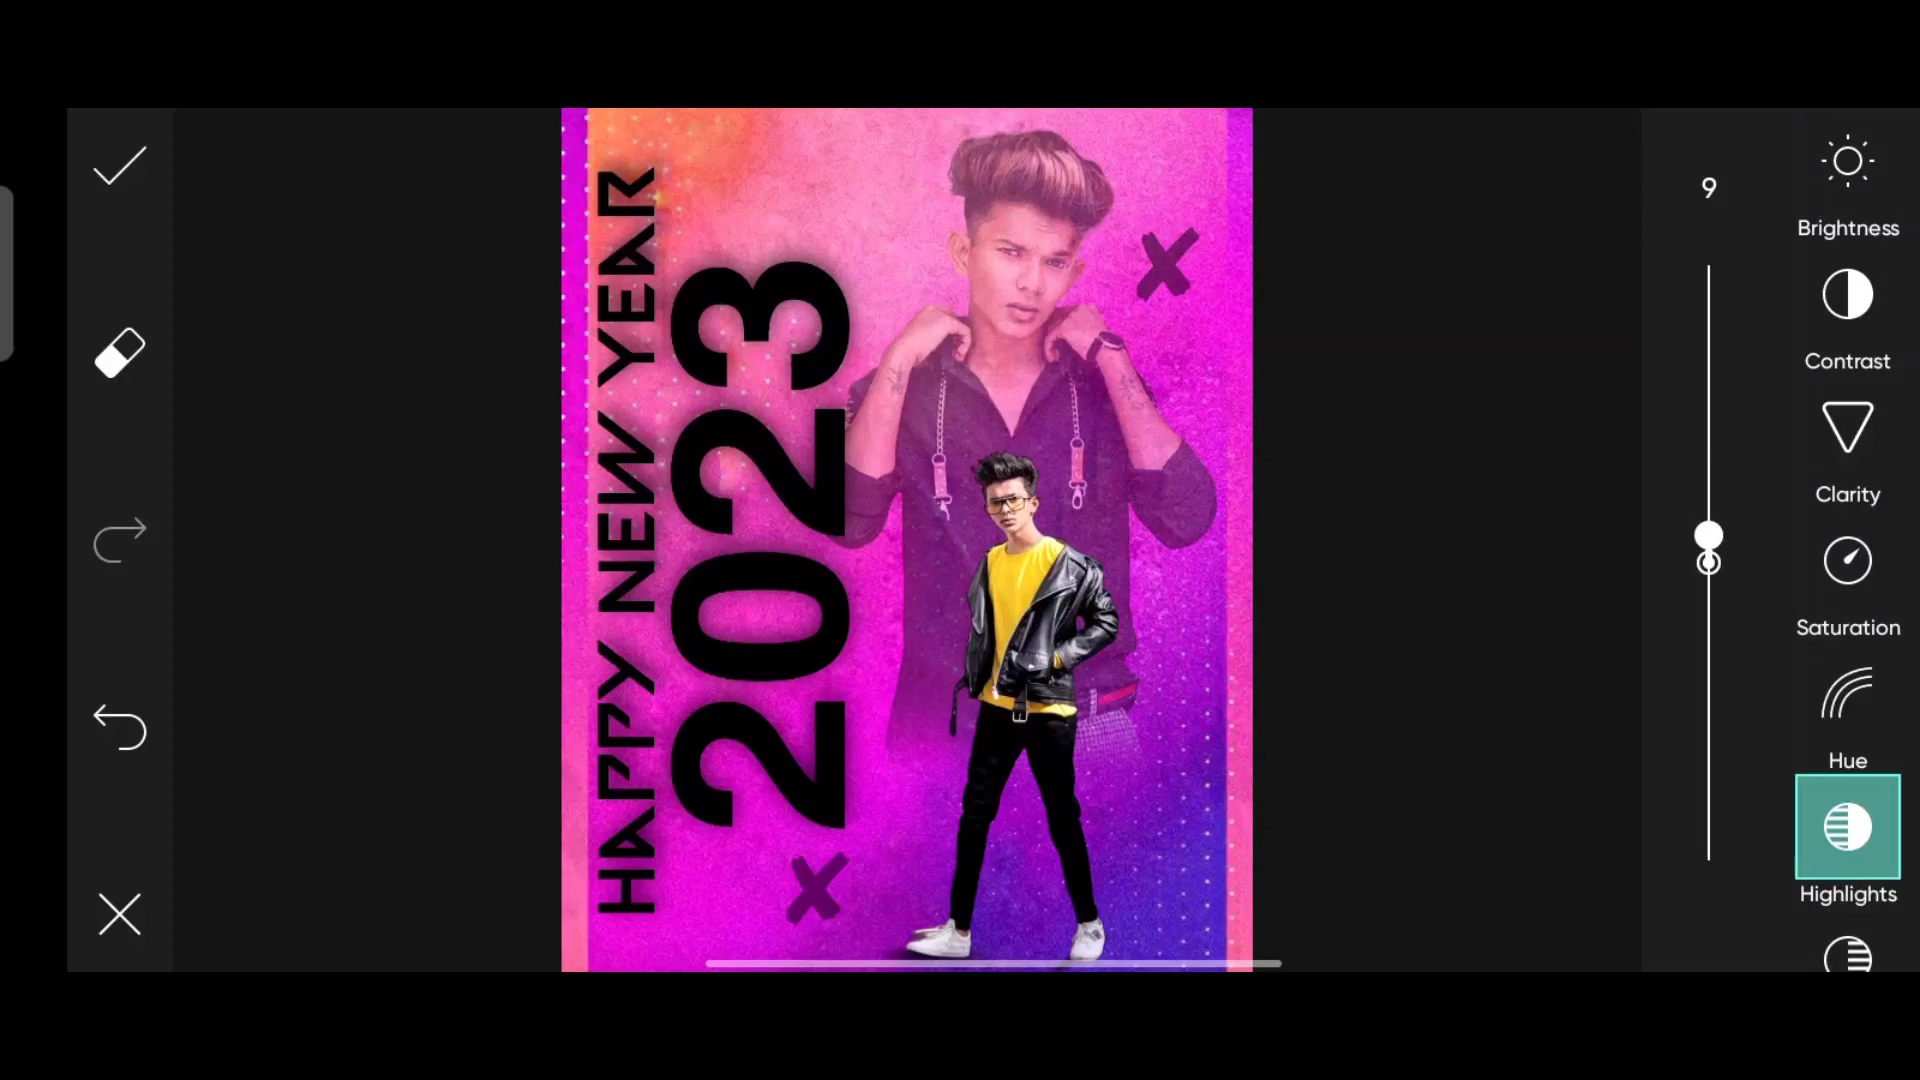 HAPPY NEW YEAR
2023
9
Brightness
Contrast
Clarity
Saturation
Hue
Highlights